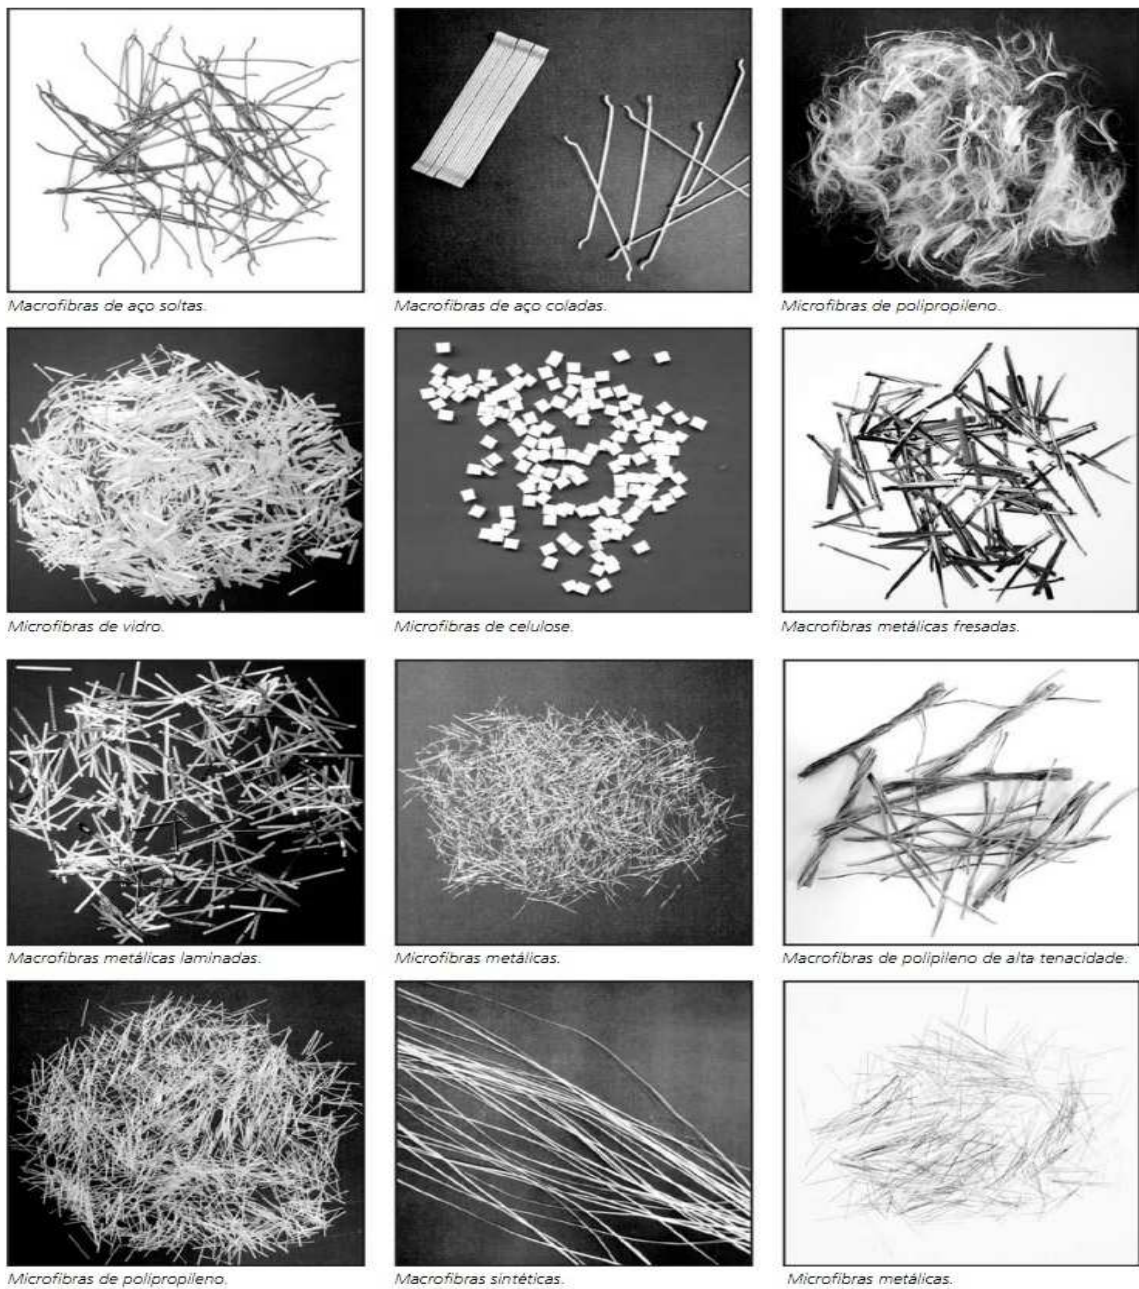 Macrofibras de aço soltas.
Macrofibras de aço coladas.
Microfibras de polipropileno.
Microfibras de vidro.
Microfibras de celulose.
Macrofibras metálicas fresadas.
Macrofibras metálicas laminadas.
Microfibras metálicas.
Macrofibras de polipileno de alta tenacidade.
Microfibras de polipropileno.
Macrofibras sintéticas.
Microfibras metálicas.